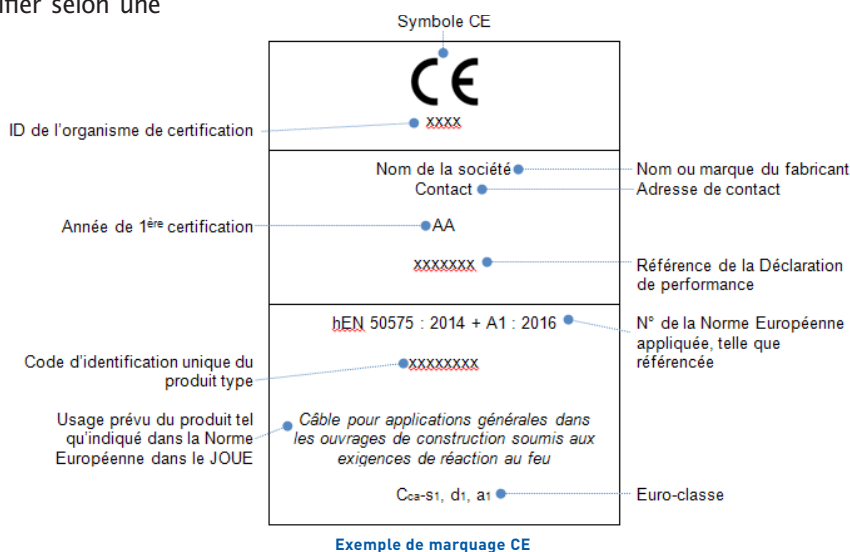 ifier selon une
Symbole CE
CE
ID de l'organisme de certification
xxxx
Nom de la société
Nom ou marque du fabricant
Contact
Adresse de contact
Année de 1ère certification
AA
xxxxxxx
Référence de la Déclaration
de performance
hEN 50575 : 2014 + A1 : 2016
N° de la Norme Européenne
appliquée, telle que
référencée
Code d'identification unique du
produit type
xxxxxxxx
Usage prévu du produit tel
qu'indiqué dans la Norme
Européenne dans le JOUE
Câble pour applications générales dans
les ouvrages de construction soumis aux
exigences de réaction au feu
Cca-s1, d1, a1
Euro-classe
Exemple de marquage CE